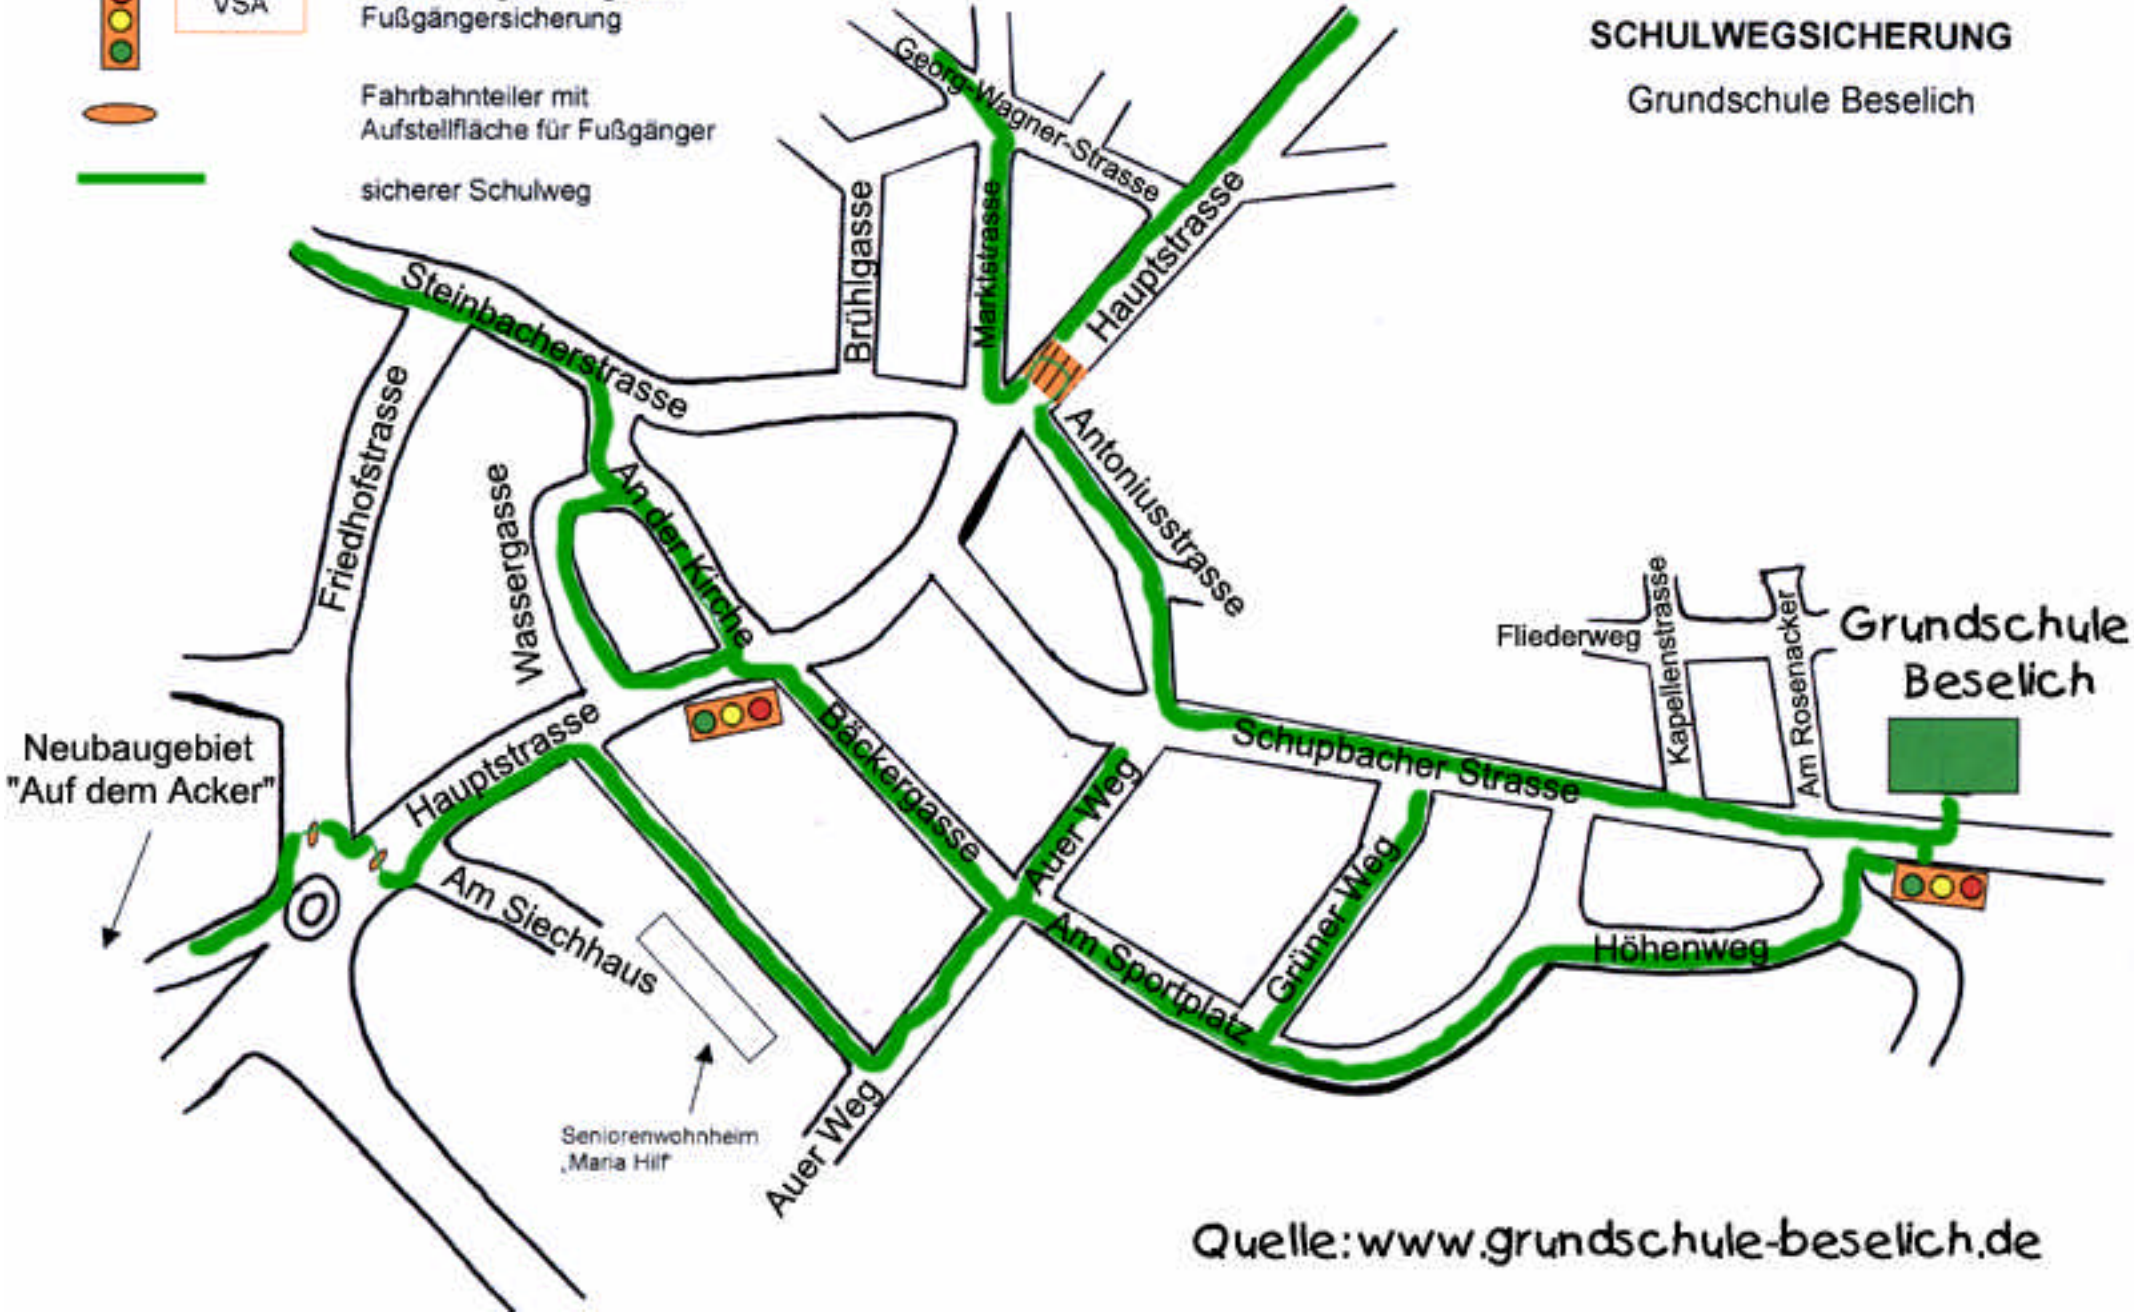 VSA
Fußgängersicherung
Fahrbahnteiler mit
Aufstellfläche für Fußgänger
sicherer Schulweg
SCHULWEGSICHERUNG
Grundschule Beselich
Georg-Wagner-Strasse
Hauptstrasse
Brühlgasse
Marktstrasse
Steinbacherstrasse
Friedhofstrasse
Wassergasse
An der Kirche
Antoniusstrasse
Fliederweg
Kapellenstrasse
Am Rosenacker
Grundschule
Beselich
Neubaugebiet
"Auf dem Acker"
Hauptstrasse
Bäckergasse
Auer Weg
Schupbacher Strasse
Grüner Weg
Am Siechhaus
Am Sportplatz
Höhenweg
Seniorenwohnheim
„Maria Hilf"
Auer Weg
Quelle:www.grundschule-beselich.de